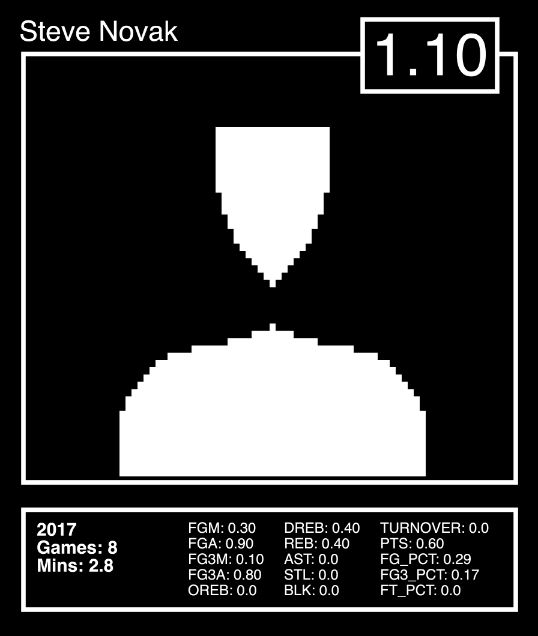 Steve Novak
1.10
2017
Games: 8
Mins: 2.8
FGM: 0.30
FGA: 0.90
FG3M: 0.10
FG3A: 0.80
OREB: 0.0
DREB: 0.40
REB: 0.40
AST: 0.0
STL: 0.0
BLK: 0.0
TURNOVER: 0.0
PTS: 0.60
FG_PCT: 0.29
FG3_PCT: 0.17
FT_PCT: 0.0